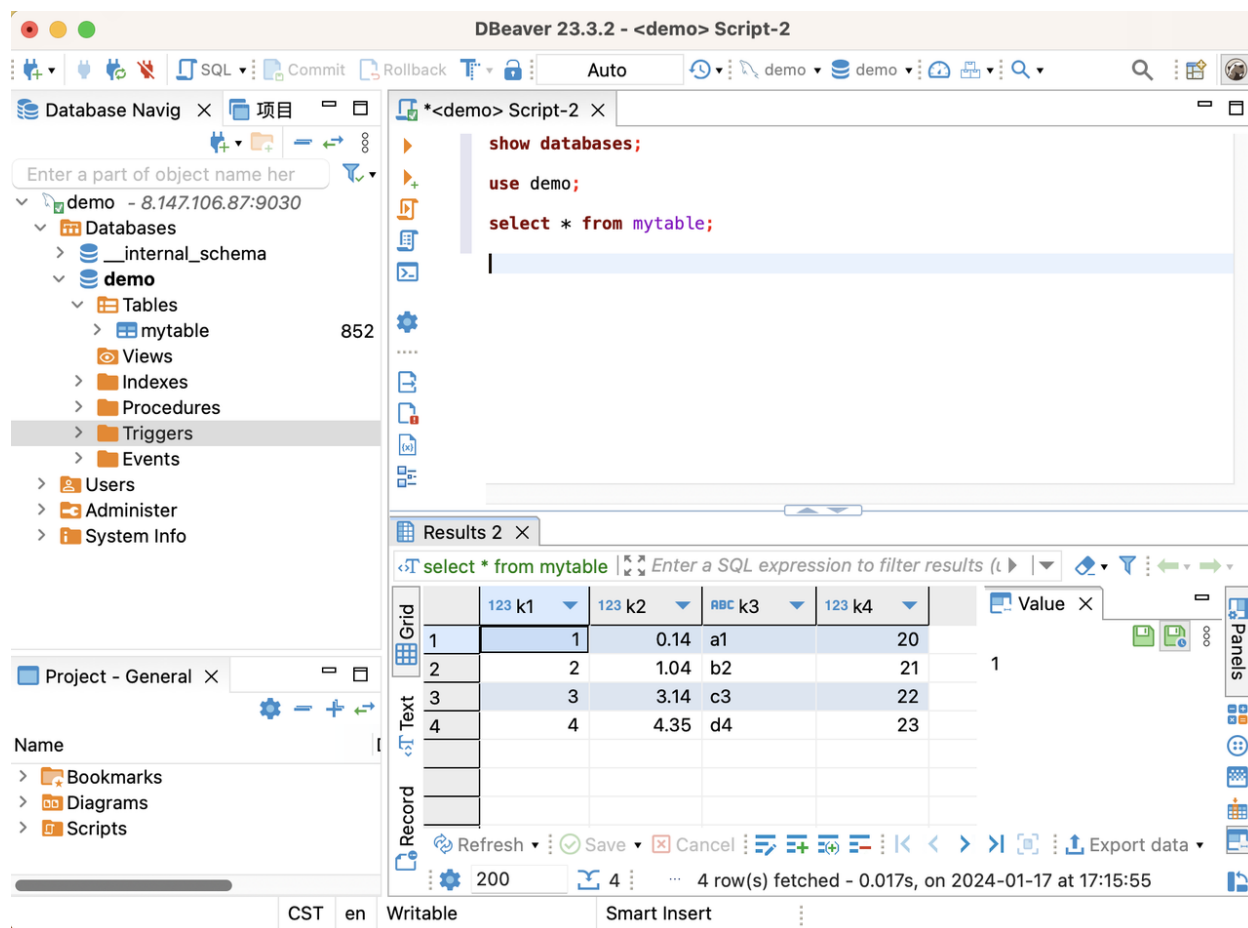 DBeaver 23.3.2 - <demo> Script-2
SQL Commit Rollback Auto demo demo
Database Navig 项目
*<demo> Script-2
Enter a part of object name her
demo - 8.147.106.87:9030
Databases
__internal_schema
demo
Tables
mytable 852
Views
Indexes
Procedures
Triggers
Events
Users
Administer
System Info
show databases;
use demo;
select * from mytable;
Results 2
select * from mytable Enter a SQL expression to filter results (
Grid
Text
Record
123 k1 123 k2 ABC k3 123 k4
1 1 0.14 a1 20
2 2 1.04 b2 21
3 3 3.14 c3 22
4 4 4.35 d4 23
Value
1
Panels
Refresh Save Cancel Export data
200 4 ... 4 row(s) fetched - 0.017s, on 2024-01-17 at 17:15:55
Project - General
Name
Bookmarks
Diagrams
Scripts
CST en Writable Smart Insert